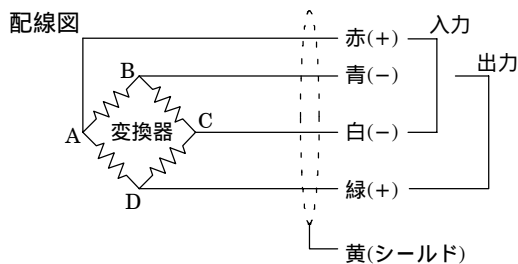 配線図
赤(+)
入力
B
青(-)
出力
A
変換器
C
白(-)
D
緑(+)
黄(シールド)